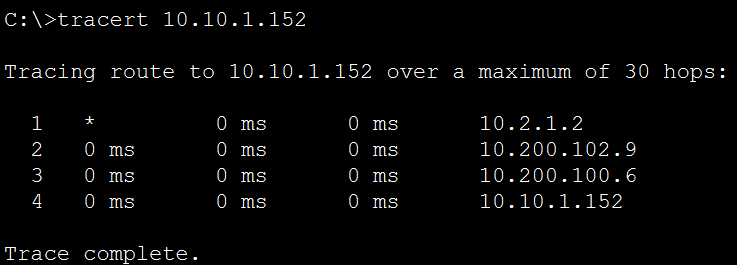 C:\>tracert 10.10.1.152
Tracing route to 10.10.1.152 over a maximum of 30 hops:
1 * 0 ms 0 ms 10.2.1.2
2 0 ms 0 ms 0 ms 10.200.102.9
3 0 ms 0 ms 0 ms 10.200.100.6
4 0 ms 0 ms 0 ms 10.10.1.152
Trace complete.